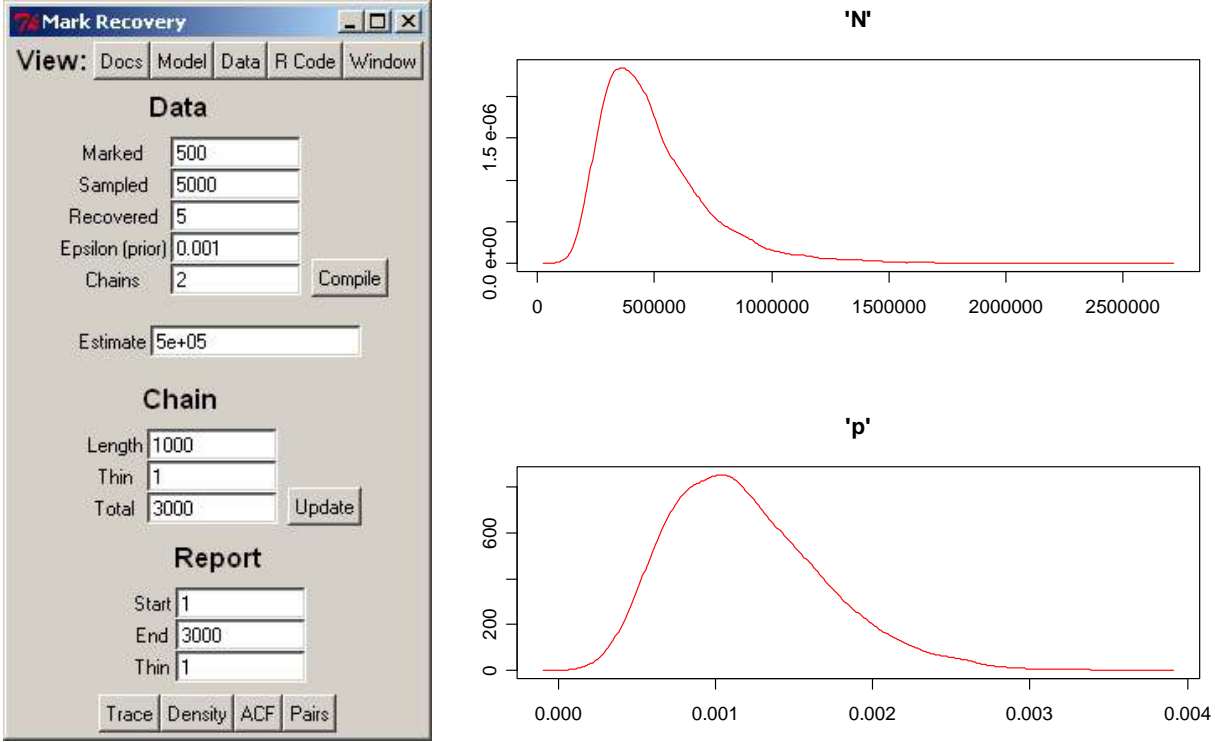 Mark Recovery
View: Docs Model Data R Code Window
Data
Marked 500
Sampled 5000
Recovered 5
Epsilon (prior) 0.001
Chains 2 Compile
Estimate 5e+05
Chain
Length 1000
Thin 1
Total 3000 Update
Report
Start 1
End 3000
Thin 1
Trace Density ACF Pairs
'N'
1.5 e-06
0.0 e+00
0 500000 1000000 1500000 2000000 2500000
'p'
600
200
0
0.000 0.001 0.002 0.003 0.004